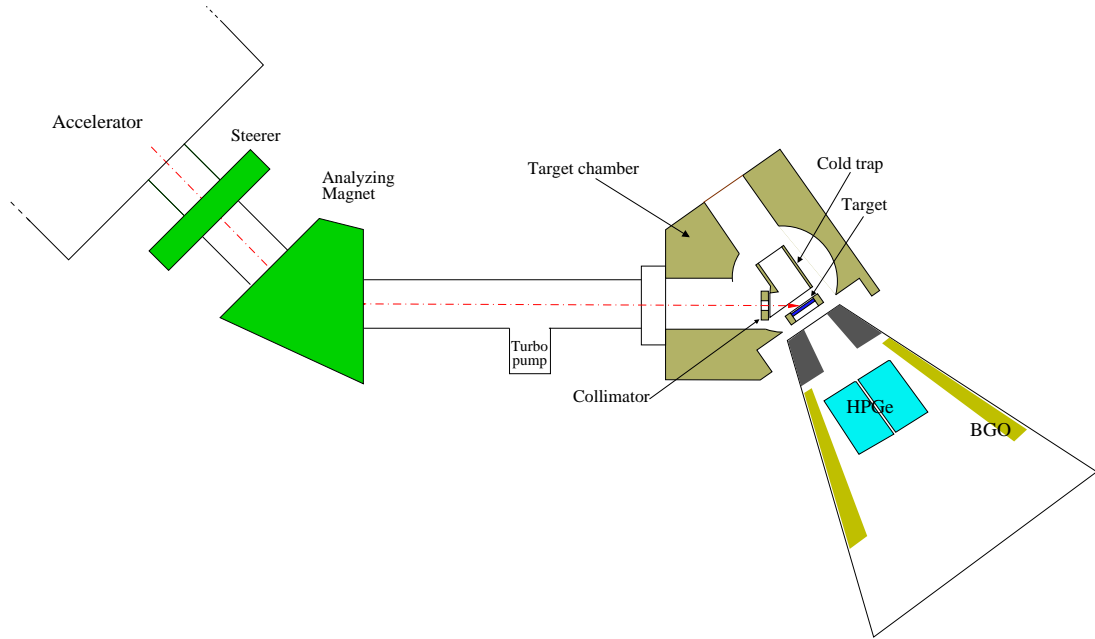 Accelerator
Steerer
Analyzing
Magnet
Target chamber
Cold trap
Target
Turbo
pump
Collimator
HPGe
BGO